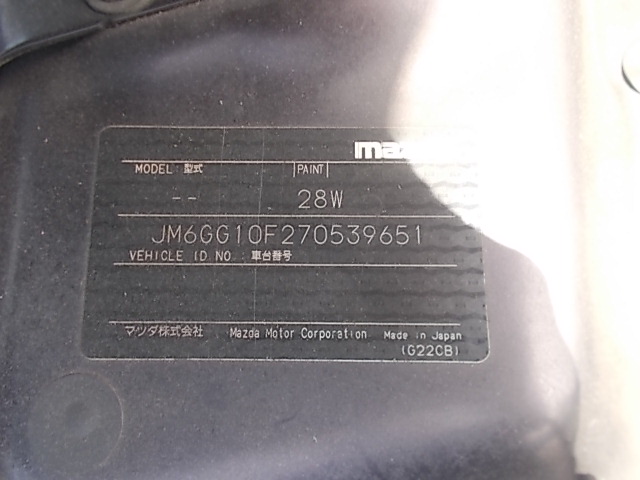 MODEL 型式 PAINT
-- 28W
JM6GG10F270539651
VEHICLE ID NO 車台番号
マツダ株式会社 Mazda Motor Corporation Made in Japan
(G22CB)